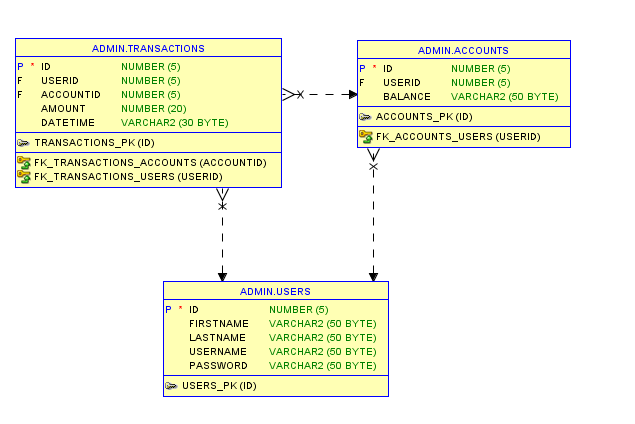 ADMIN.TRANSACTIONS
P * ID NUMBER (5)
F USERID NUMBER (5)
F ACCOUNTID NUMBER (5)
AMOUNT NUMBER (20)
DATETIME VARCHAR2 (30 BYTE)
TRANSACTIONS_PK (ID)
FK_TRANSACTIONS_ACCOUNTS (ACCOUNTID)
FK_TRANSACTIONS_USERS (USERID)
ADMIN.ACCOUNTS
P * ID NUMBER (5)
F USERID NUMBER (5)
BALANCE VARCHAR2 (50 BYTE)
ACCOUNTS_PK (ID)
FK_ACCOUNTS_USERS (USERID)
ADMIN.USERS
P * ID NUMBER (5)
FIRSTNAME VARCHAR2 (50 BYTE)
LASTNAME VARCHAR2 (50 BYTE)
USERNAME VARCHAR2 (50 BYTE)
PASSWORD VARCHAR2 (50 BYTE)
USERS_PK (ID)